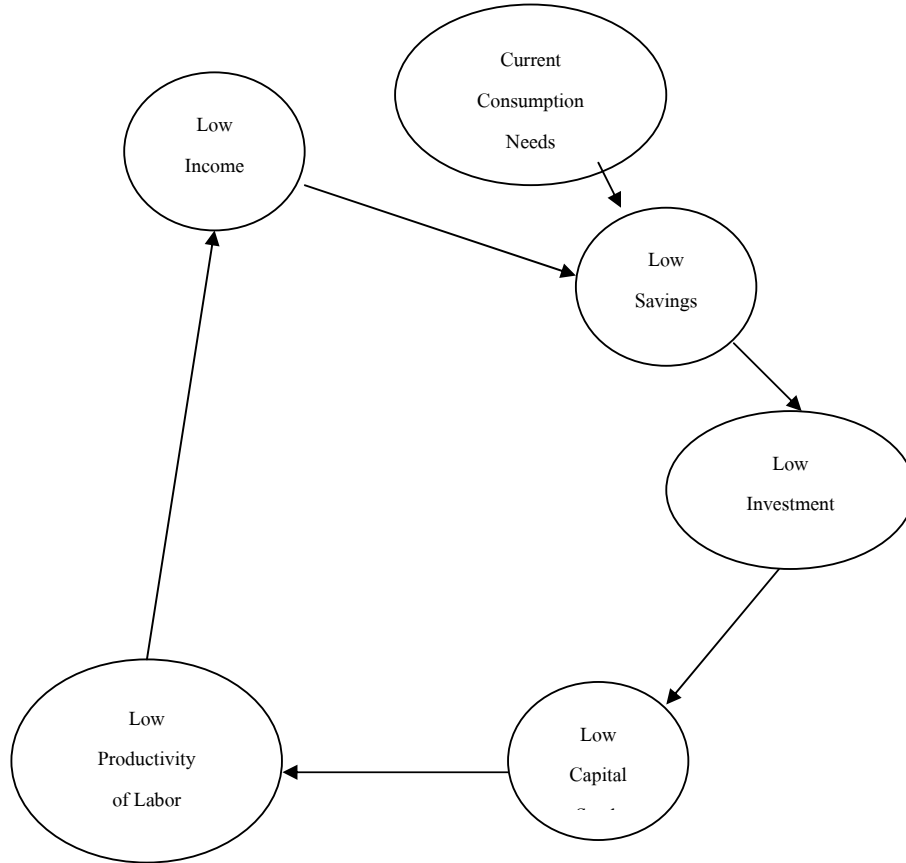 Current
Consumption
Needs
Low
Income
Low
Savings
Low
Investment
Low
Capital
Low
Productivity
of Labor